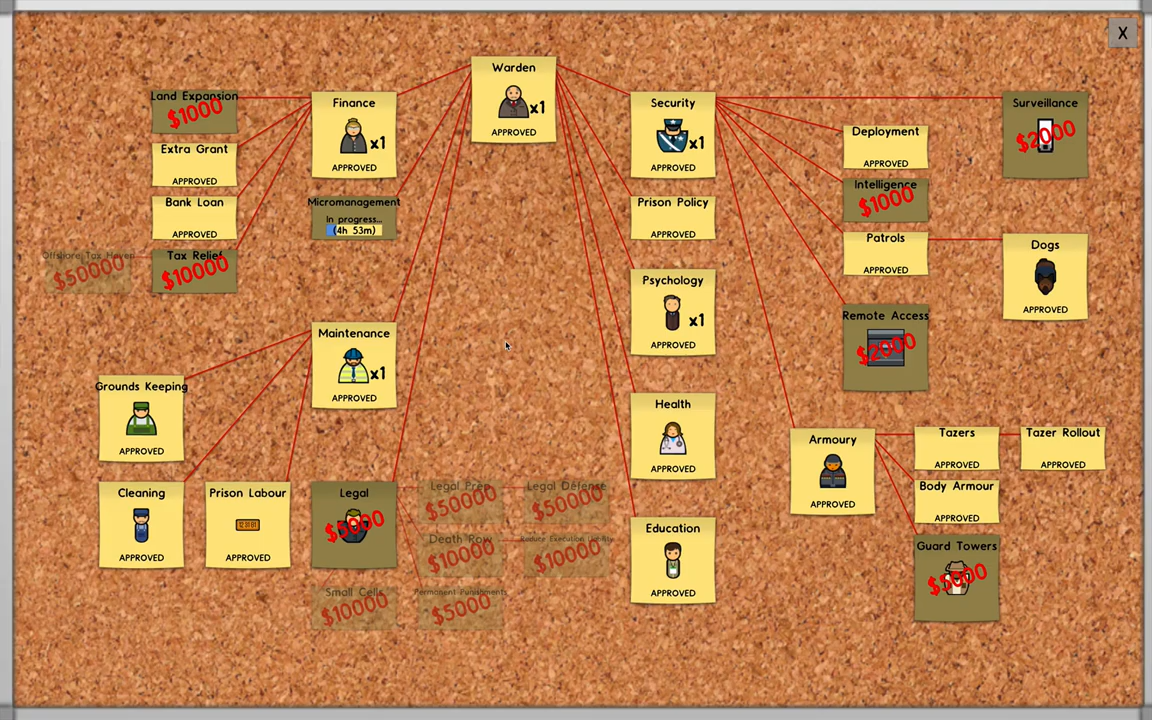 X
Warden
x1
APPROVED
Land Expansion
$1000
Extra Grant
APPROVED
Bank Loan
APPROVED
Offshore Tax Haven
$50000
Tax Relief
$10000
Finance
x1
APPROVED
Micromanagement
In progress...
(4h 53m)
Maintenance
x1
APPROVED
Grounds Keeping
APPROVED
Cleaning
APPROVED
Prison Labour
APPROVED
Legal
$5000
Legal Prep
$50000
Legal Defense
$50000
Death Row
$10000
Reduce Execution Liability
$10000
Small Cells
$10000
Permanent Punishments
$5000
Security
x1
APPROVED
Prison Policy
APPROVED
Psychology
x1
APPROVED
Health
APPROVED
Education
APPROVED
Deployment
APPROVED
Intelligence
$1000
Patrols
APPROVED
Remote Access
$2000
Surveillance
$2000
Dogs
APPROVED
Armoury
APPROVED
Tazers
APPROVED
Tazer Rollout
APPROVED
Body Armour
APPROVED
Guard Towers
$5000